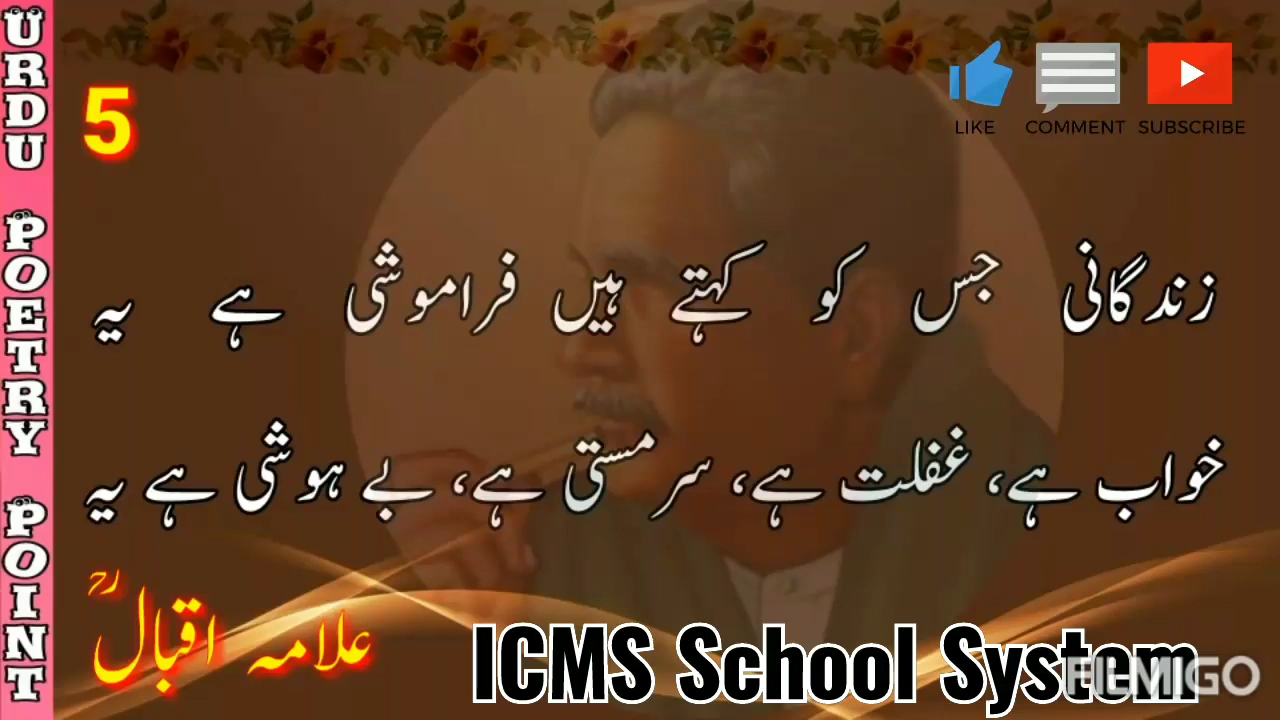 URDU POETRY POINT
5
LIKE COMMENT SUBSCRIBE
زندگانی جس کو کہتے ہیں فراموشی ہے یہ
خواب ہے، غفلت ہے، سرمستی ہے، بے ہوشی ہے یہ
علامہ اقبالؒ
ICMS School System
FILMIGO